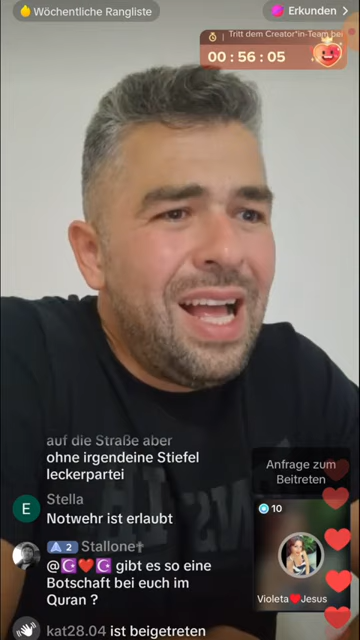 Wöchentliche Rangliste
Erkunden >
Tritt dem Creator*in-Team bei
00 : 56 : 05
auf die Straße aber
ohne irgendeine Stiefel
leckerpartei
Anfrage zum
Beitreten
E
Stella
Notwehr ist erlaubt
10
2 Stallone✝
@☪️❤️☪️ gibt es so eine
Botschaft bei euch im
Quran ?
Violeta❤️Jesus
kat28.04 ist beigetreten